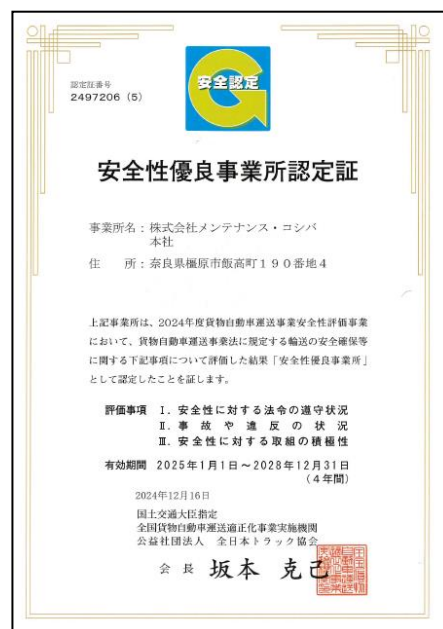 認定証番号
2497206 (5)
安全認定
安全性優良事業所認定証
事業所名：株式会社メンテナンス・コシバ
本社
住　所：奈良県橿原市飯高町１９０番地４
上記事業所は、2024年度貨物自動車運送事業安全性評価事業
において、貨物自動車運送事業法に規定する輸送の安全確保等
に関する下記事項について評価した結果「安全性優良事業所」
として認定したことを証します。
評価事項　Ⅰ. 安全性に対する法令の遵守状況
Ⅱ. 事故や違反の状況
Ⅲ. 安全性に対する取組の積極性
有効期間　2025年1月1日～2028年12月31日
（４年間）
2024年12月16日
国土交通大臣指定
全国貨物自動車運送適正化事業実施機関
公益社団法人　全日本トラック協会
会長　坂本　克己